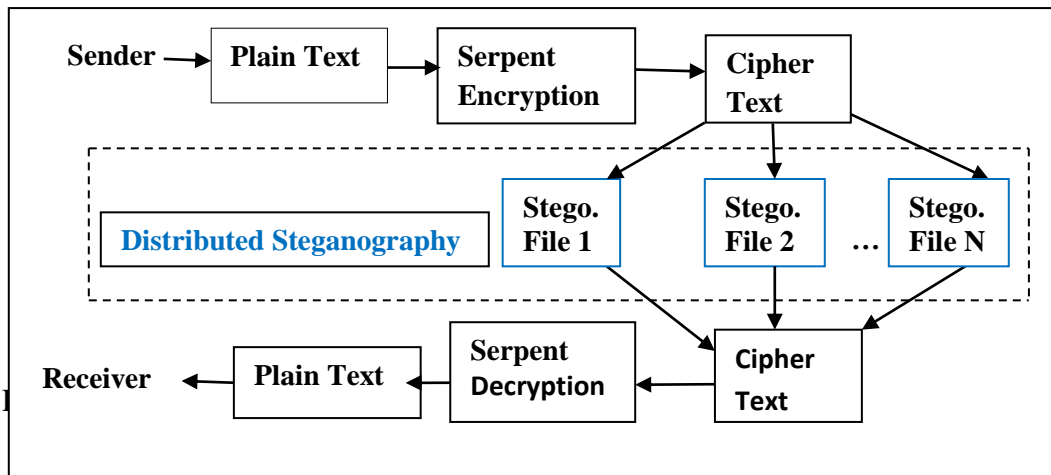 Sender
Plain Text
Serpent
Encryption
Cipher
Text
Distributed Steganography
Stego.
File 1
Stego.
File 2
…
Stego.
File N
Receiver
Plain Text
Serpent
Decryption
Cipher
Text